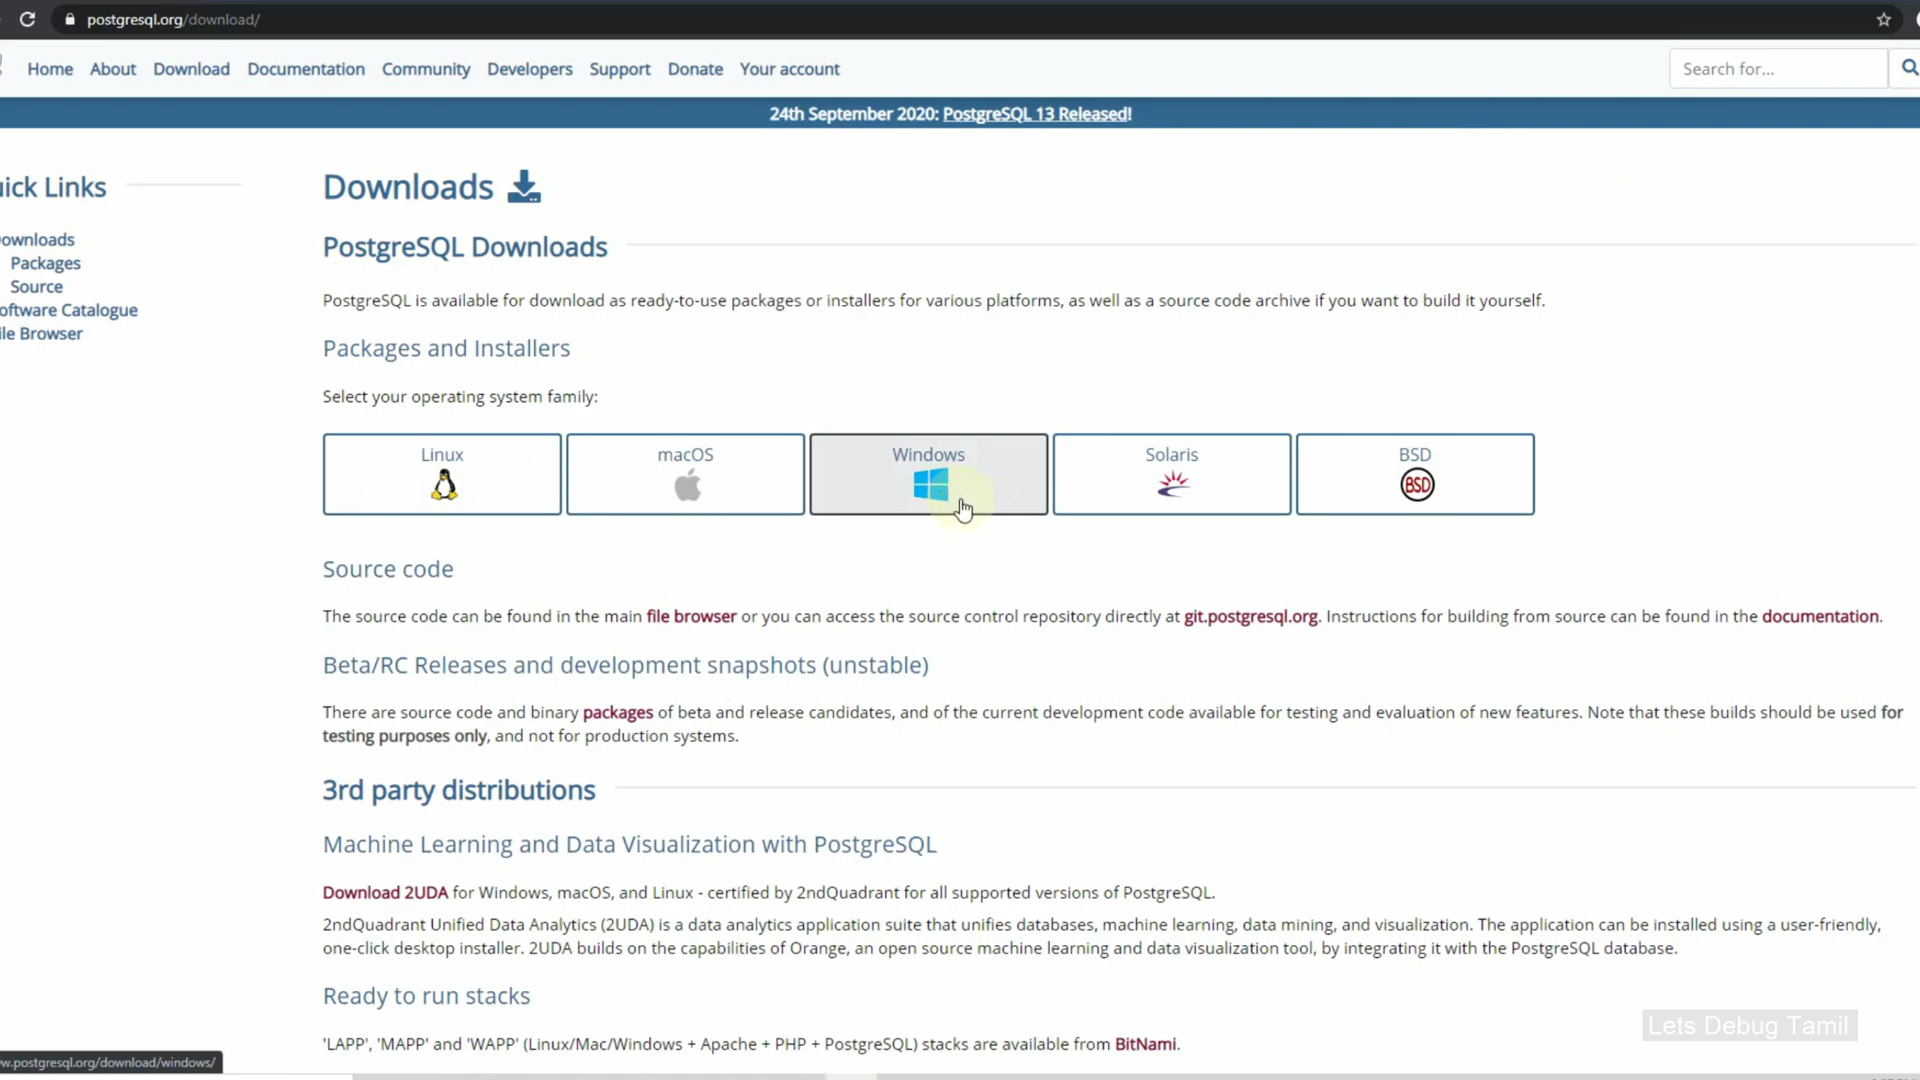 postgresql.org/download/
Home About Download Documentation Community Developers Support Donate Your account
Search for...
24th September 2020: PostgreSQL 13 Released!
uick Links
ownloads
Packages
Source
oftware Catalogue
ile Browser
Downloads
PostgreSQL Downloads
PostgreSQL is available for download as ready-to-use packages or installers for various platforms, as well as a source code archive if you want to build it yourself.
Packages and Installers
Select your operating system family:
Linux macOS Windows Solaris BSD
BSD
Source code
The source code can be found in the main file browser or you can access the source control repository directly at git.postgresql.org. Instructions for building from source can be found in the documentation.
Beta/RC Releases and development snapshots (unstable)
There are source code and binary packages of beta and release candidates, and of the current development code available for testing and evaluation of new features. Note that these builds should be used for
testing purposes only, and not for production systems.
3rd party distributions
Machine Learning and Data Visualization with PostgreSQL
Download 2UDA for Windows, macOS, and Linux - certified by 2ndQuadrant for all supported versions of PostgreSQL.
2ndQuadrant Unified Data Analytics (2UDA) is a data analytics application suite that unifies databases, machine learning, data mining, and visualization. The application can be installed using a user-friendly,
one-click desktop installer. 2UDA builds on the capabilities of Orange, an open source machine learning and data visualization tool, by integrating it with the PostgreSQL database.
Ready to run stacks
Lets Debug Tamil
'LAPP', 'MAPP' and 'WAPP' (Linux/Mac/Windows + Apache + PHP + PostgreSQL) stacks are available from BitNami.
w.postgresql.org/download/windows/